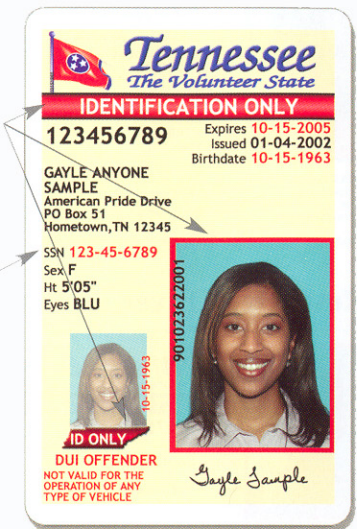 Tennessee
The Volunteer State
IDENTIFICATION ONLY
123456789
Expires 10-15-2005
Issued 01-04-2002
Birthdate 10-15-1963
GAYLE ANYONE
SAMPLE
American Pride Drive
PO Box 51
Hometown,TN 12345
SSN 123-45-6789
Sex F
Ht 5'05"
Eyes BLU
901023622001
10-15-1963
ID ONLY
DUI OFFENDER
NOT VALID FOR THE
OPERATION OF ANY
TYPE OF VEHICLE
Gayle Sample